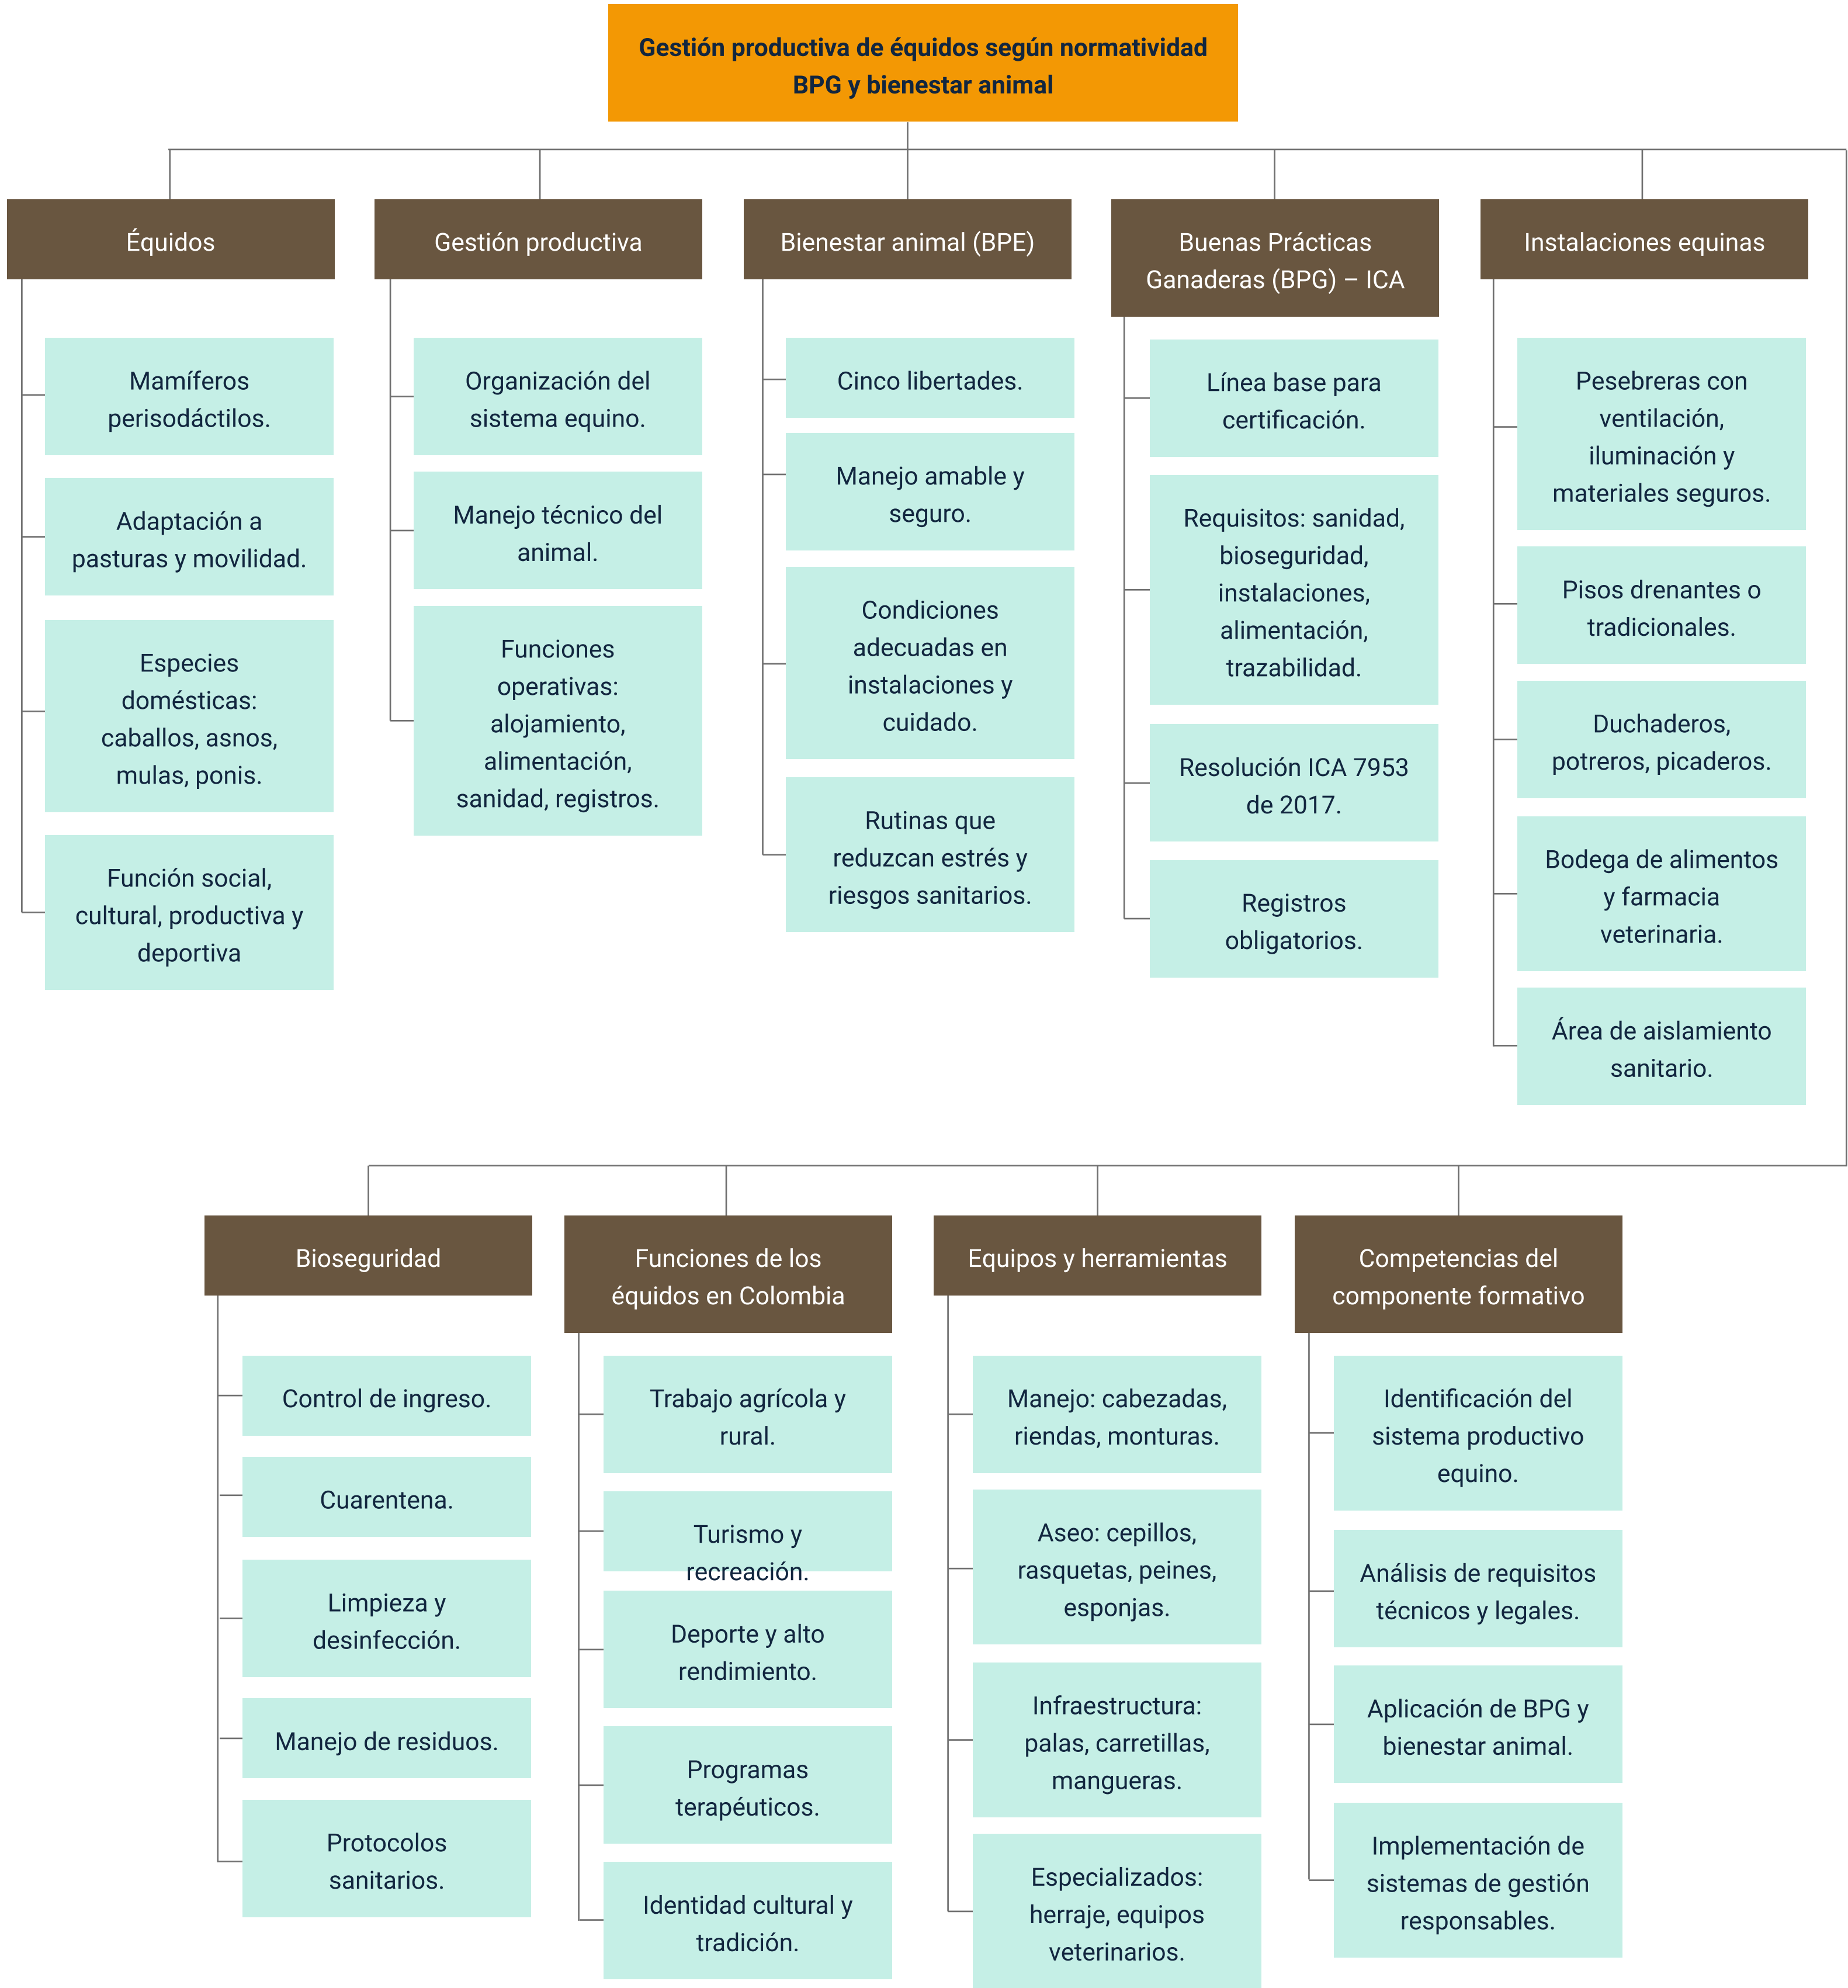 Gestión productiva de équidos según normatividad
BPG y bienestar animal
Équidos
Mamíferos
perisodáctilos.
Adaptación a
pasturas y movilidad.
Especies
domésticas:
caballos, asnos,
mulas, ponis.
Función social,
cultural, productiva y
deportiva
Gestión productiva
Organización del
sistema equino.
Manejo técnico del
animal.
Funciones
operativas:
alojamiento,
alimentación,
sanidad, registros.
Bienestar animal (BPE)
Cinco libertades.
Manejo amable y
seguro.
Condiciones
adecuadas en
instalaciones y
cuidado.
Rutinas que
reduzcan estrés y
riesgos sanitarios.
Buenas Prácticas
Ganaderas (BPG) – ICA
Línea base para
certificación.
Requisitos: sanidad,
bioseguridad,
instalaciones,
alimentación,
trazabilidad.
Resolución ICA 7953
de 2017.
Registros
obligatorios.
Instalaciones equinas
Pesebreras con
ventilación,
iluminación y
materiales seguros.
Pisos drenantes o
tradicionales.
Duchaderos,
potreros, picaderos.
Bodega de alimentos
y farmacia
veterinaria.
Área de aislamiento
sanitario.
Bioseguridad
Control de ingreso.
Cuarentena.
Limpieza y
desinfección.
Manejo de residuos.
Protocolos
sanitarios.
Funciones de los
équidos en Colombia
Trabajo agrícola y
rural.
Turismo y
recreación.
Deporte y alto
rendimiento.
Programas
terapéuticos.
Identidad cultural y
tradición.
Equipos y herramientas
Manejo: cabezadas,
riendas, monturas.
Aseo: cepillos,
rasquetas, peines,
esponjas.
Infraestructura:
palas, carretillas,
mangueras.
Especializados:
herraje, equipos
veterinarios.
Competencias del
componente formativo
Identificación del
sistema productivo
equino.
Análisis de requisitos
técnicos y legales.
Aplicación de BPG y
bienestar animal.
Implementación de
sistemas de gestión
responsables.